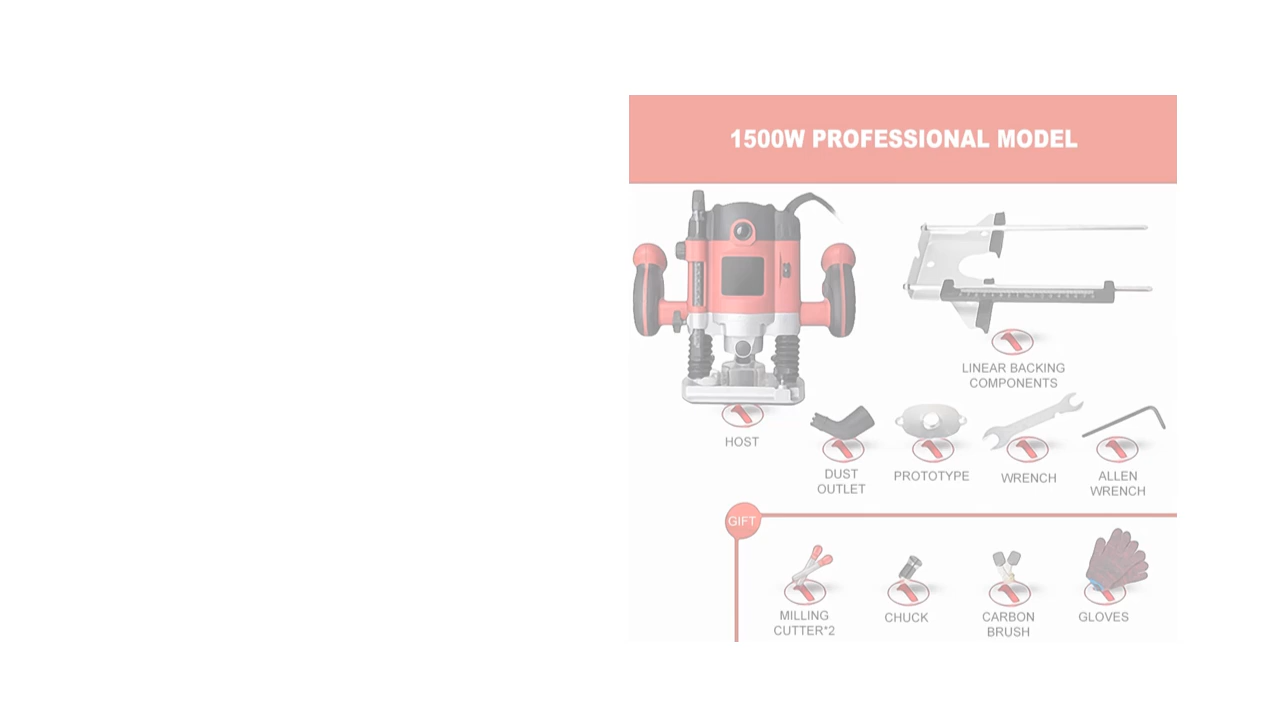 1500W PROFESSIONAL MODEL
LINEAR BACKING
COMPONENTS
HOST
DUST
OUTLET
PROTOTYPE
WRENCH
ALLEN
WRENCH
GIFT
MILLING
CUTTER*2
CHUCK
CARBON
BRUSH
GLOVES